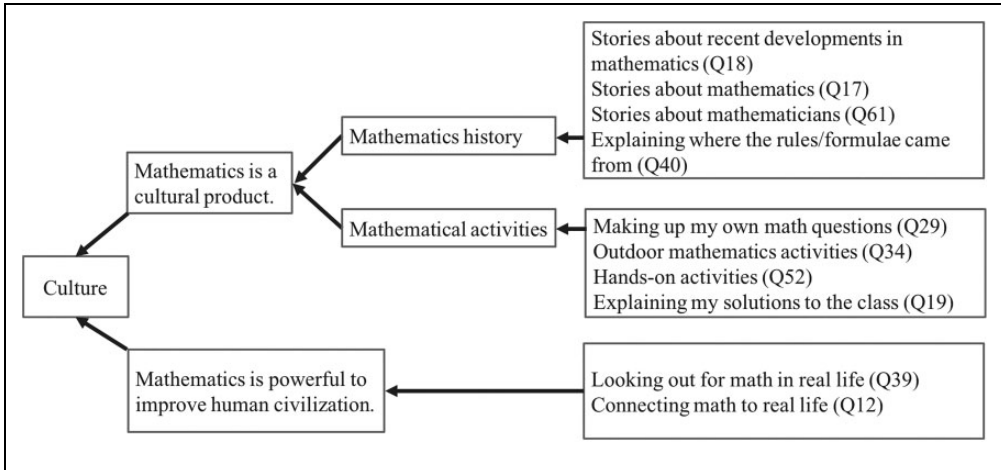 Culture
Mathematics is a
cultural product.
Mathematics is powerful to
improve human civilization.
Mathematics history
Mathematical activities
Stories about recent developments in
mathematics (Q18)
Stories about mathematics (Q17)
Stories about mathematicians (Q61)
Explaining where the rules/formulae came
from (Q40)
Making up my own math questions (Q29)
Outdoor mathematics activities (Q34)
Hands-on activities (Q52)
Explaining my solutions to the class (Q19)
Looking out for math in real life (Q39)
Connecting math to real life (Q12)